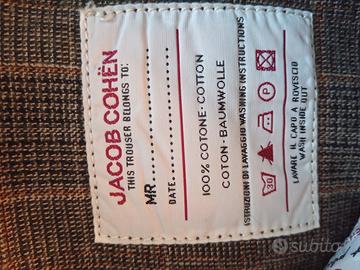 JACOB COHËN
THIS TROUSER BELONGS TO:
MR
DATE
100% COTONE-COTTON
COTON-BAUMWOLLE
ISTRUZIONI DI LAVAGGIO WASHING INSTRUCTIONS
30 P
LAVARE IL CAPO A ROVESCIO
WASH INSIDE OUT
subito